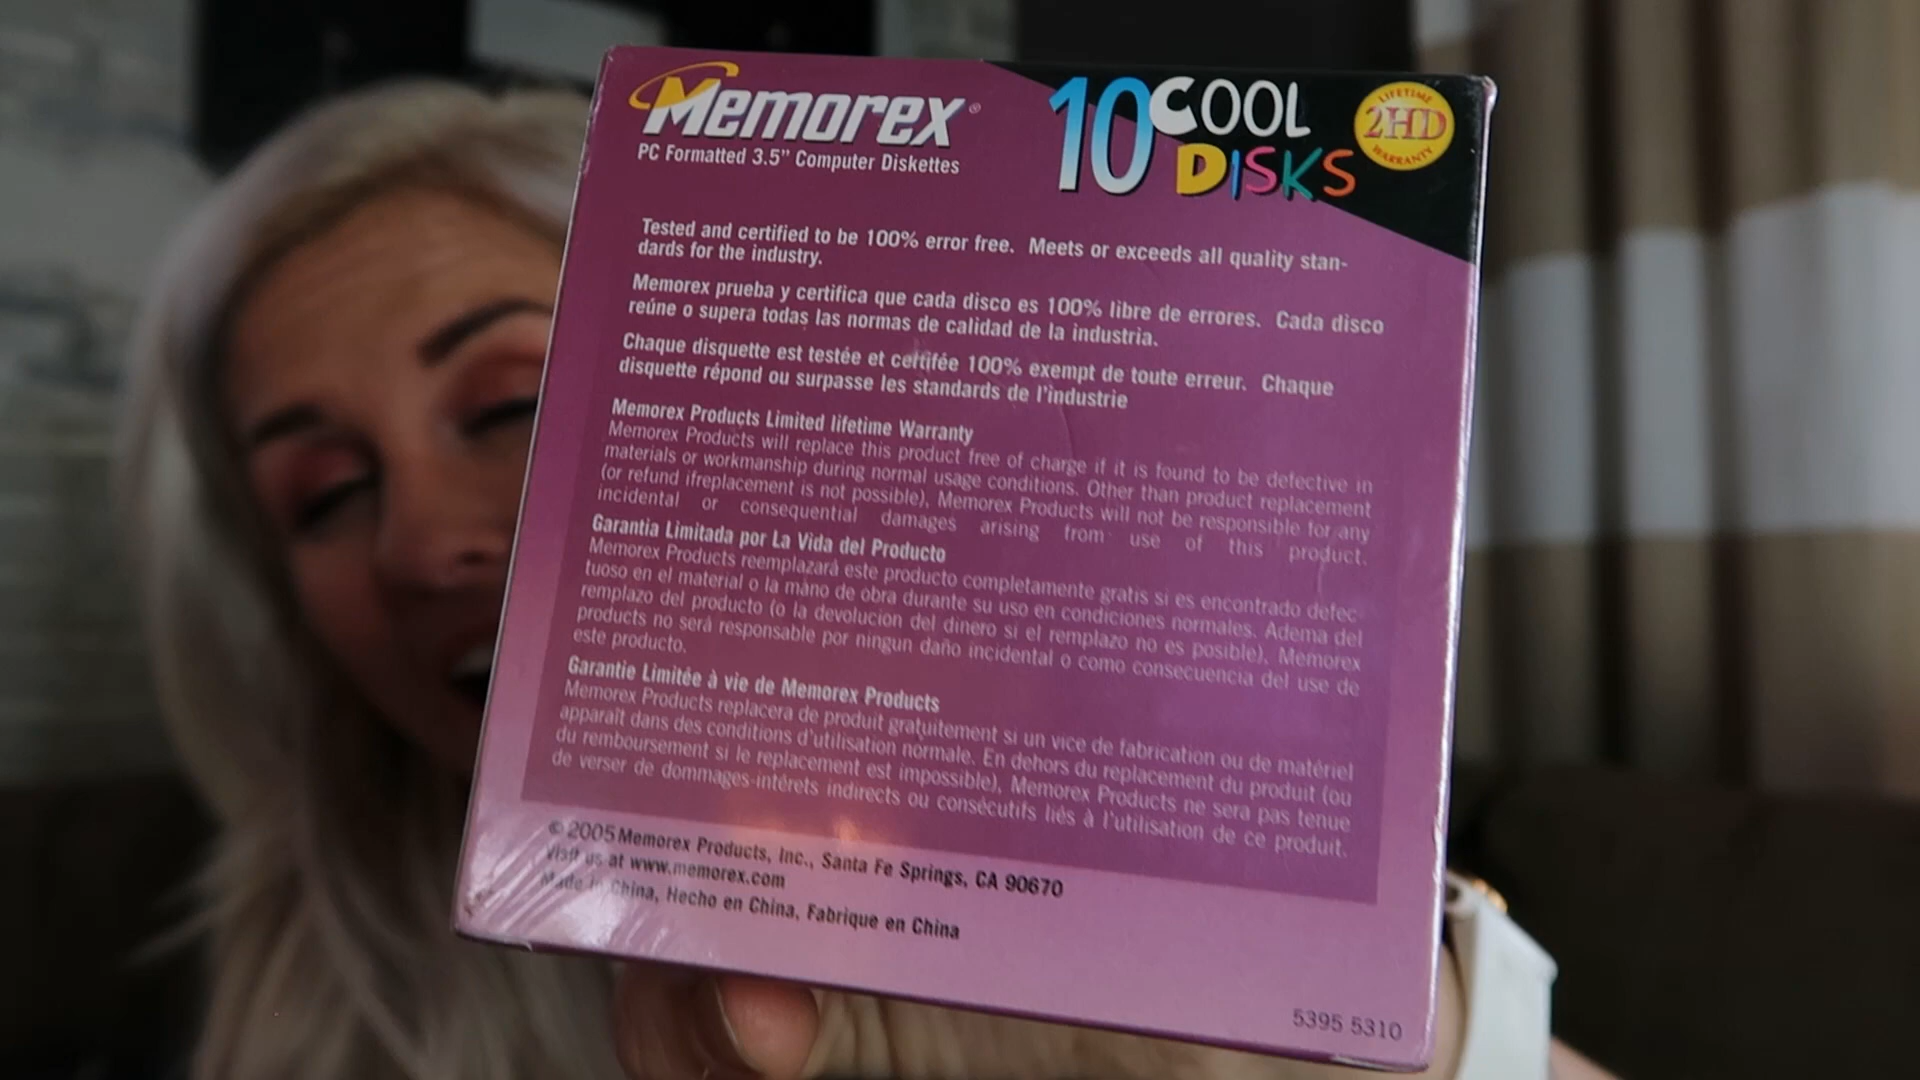 Memorex®
PC Formatted 3.5" Computer Diskettes
10 COOL
DISKS
LIFETIME
2HD
WARRANTY
Tested and certified to be 100% error free. Meets or exceeds all quality stan-
dards for the industry.
Memorex prueba y certifica que cada disco es 100% libre de errores. Cada disco
reúne o supera todas las normas de calidad de la industria.
Chaque disquette est testée et certifée 100% exempt de toute erreur. Chaque
disquette répond ou surpasse les standards de l'industrie
Memorex Products Limited lifetime Warranty
Memorex Products will replace this product free of charge if it is found to be defective in
materials or workmanship during normal usage conditions. Other than product replacement
(or refund ifreplacement is not possible), Memorex Products will not be responsible for any
incidental or consequential damages arising from use of this product.
Garantia Limitada por La Vida del Producto
Memorex Products reemplazará este producto completamente gratis si es encontrado defec-
tuoso en el material o la máno de obra durante su uso en condiciones normales. Adema del
remplazo del producto (o la devolucion del dinero si el remplazo no es posible), Memorex
products no será responsable por ningun daño incidental o como consecuencia del uso de
este producto.
Garantie Limitée à vie de Memorex Products
Memorex Products replacera de produit gratuitement si un vice de fabrication ou de matériel
apparaît dans des conditions d'utilisation normale. En dehors du replacement du produit (ou
du remboursement si le replacement est impossible), Memorex Products ne sera pas tenue
de verser de dommages-intérets indirects ou consécutifs liés à l'utilisation de ce produit.
© 2005 Memorex Products, Inc., Santa Fe Springs, CA 90670
Visit us at www.memorex.com
Made in China, Hecho en China, Fabrique en China
5395 5310